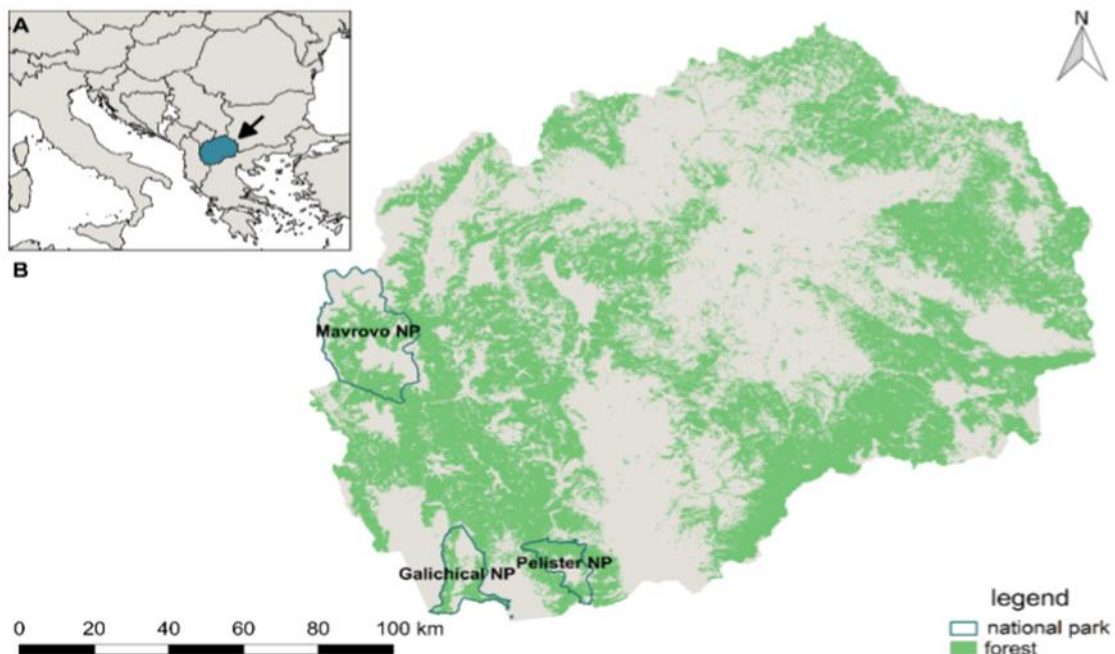 A
N
B
Mavrovo NP
Galichical NP
Pelister NP
0 20 40 60 80 100 km
legend
national park
forest